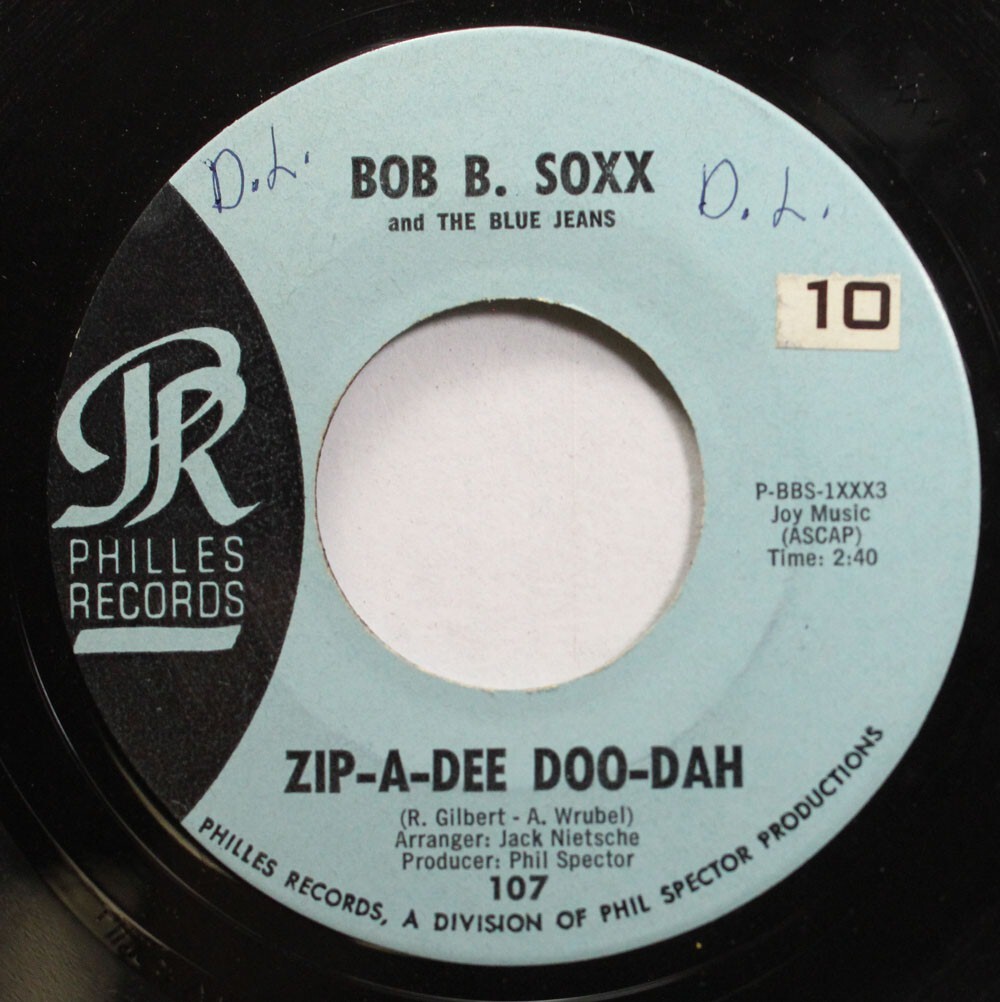 D.L.
BOB B. SOXX
D. L.
and THE BLUE JEANS
10
PR
PHILLES
RECORDS
P-BBS-1XXX3
Joy Music
(ASCAP)
Time: 2:40
ZIP-A-DEE DOO-DAH
(R. Gilbert - A. Wrubel)
Arranger: Jack Nietsche
Producer: Phil Spector
107
PHILLES RECORDS, A DIVISION OF PHIL SPECTOR PRODUCTIONS